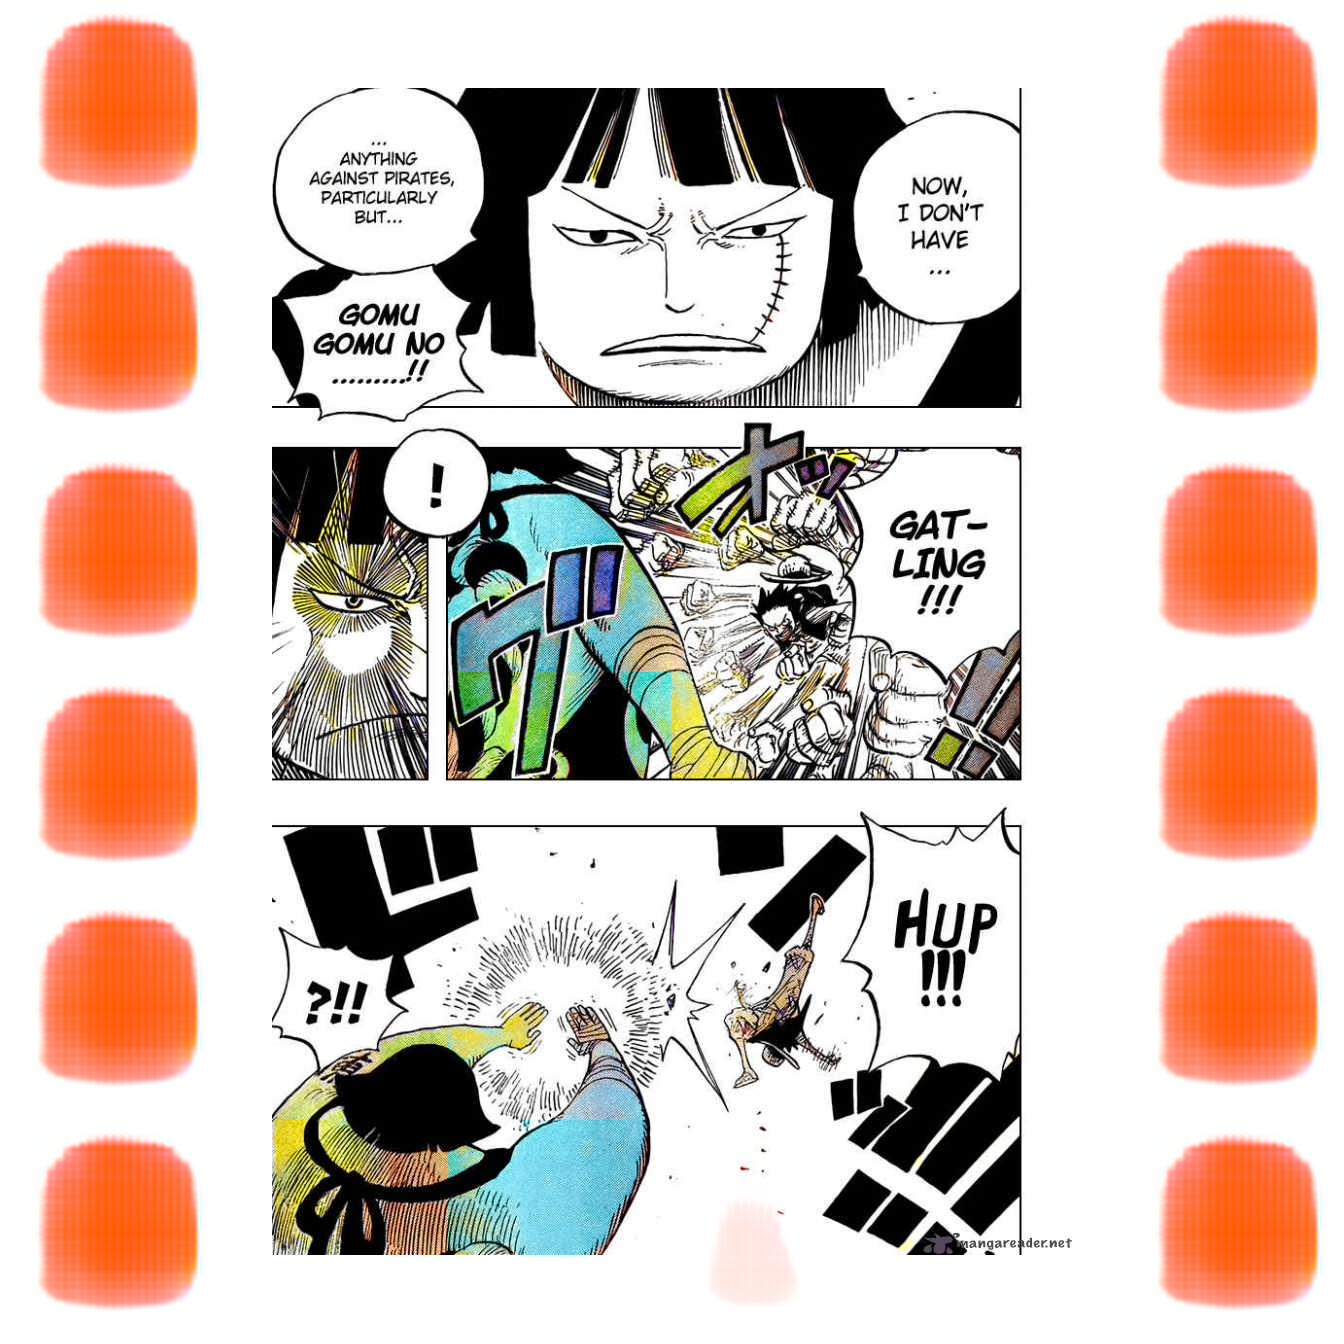 NOW,
I DON'T
HAVE
...
...
ANYTHING
AGAINST PIRATES,
PARTICULARLY
BUT...
GOMU
GOMU NO
.........!!
GAT-
LING
!!!
!
HUP
!!!
?!!
mangareader.net